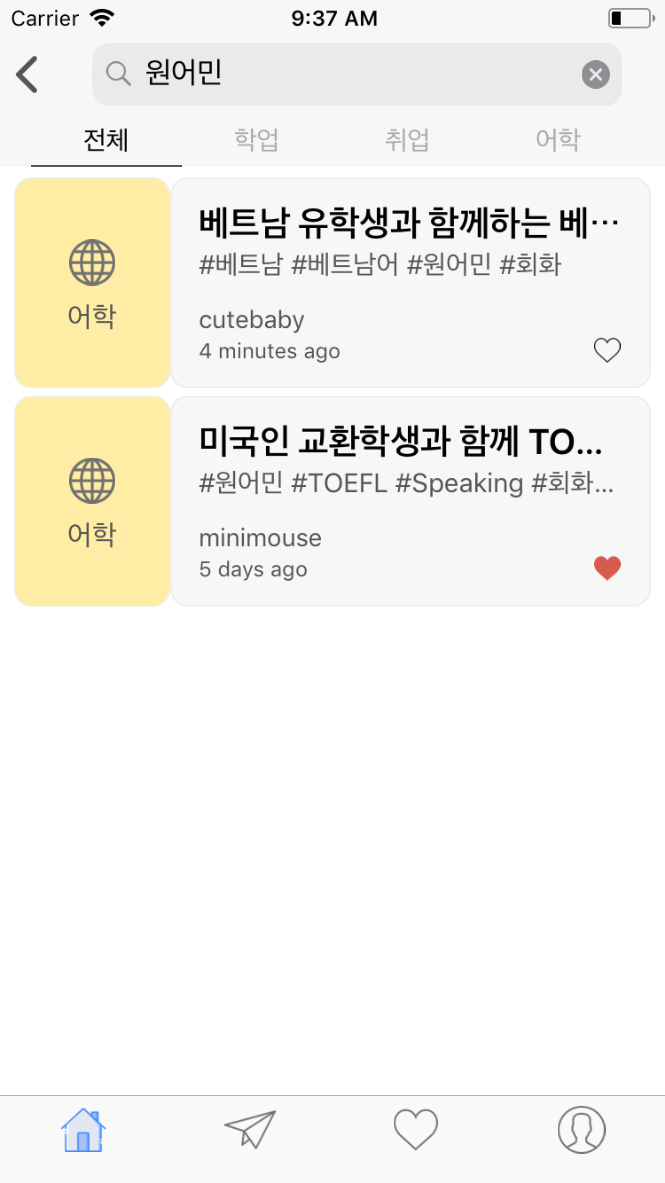 Carrier 9:37 AM
원어민
전체 학업 취업 어학
어학
베트남 유학생과 함께하는 베…
#베트남 #베트남어 #원어민 #회화
cutebaby
4 minutes ago
어학
미국인 교환학생과 함께 TO...
#원어민 #TOEFL #Speaking #회화...
minimouse
5 days ago